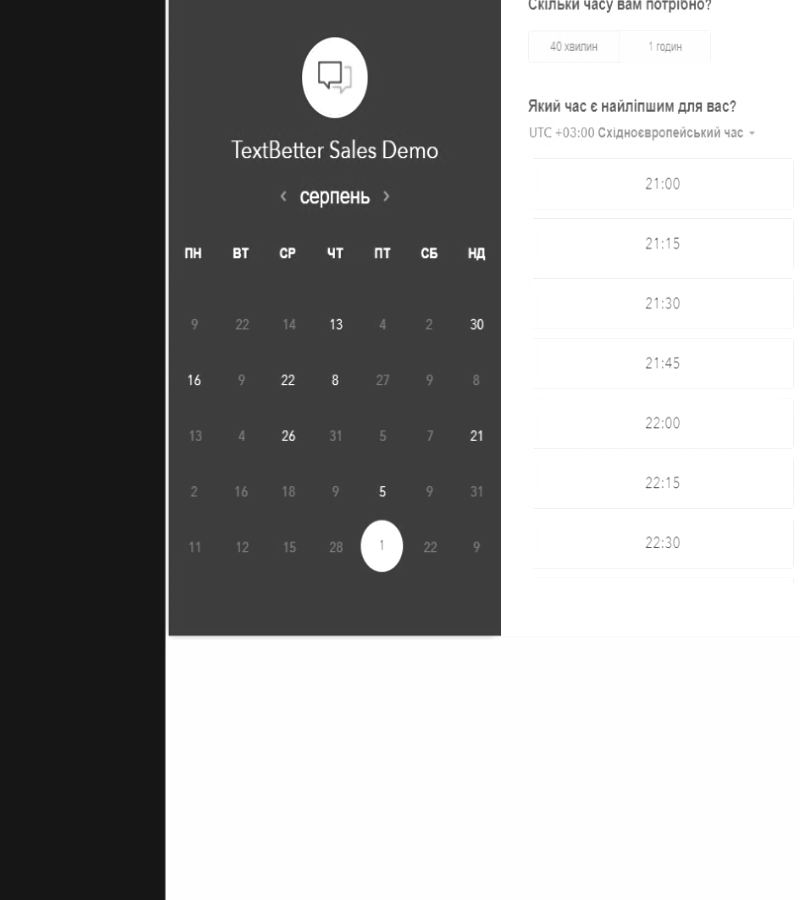 TextBetter Sales Demo
‹ серпень ›
ПН ВТ СР ЧТ ПТ СБ НД
9 22 14 13 4 2 30
16 9 22 8 27 9 8
13 4 26 31 5 7 21
2 16 18 9 5 9 31
11 12 15 28 1 22 9
Скільки часу вам потрібно?
40 хвилин 1 годин
Який час є найліпшим для вас?
UTC +03:00 Східноєвропейський час
21:00
21:15
21:30
21:45
22:00
22:15
22:30